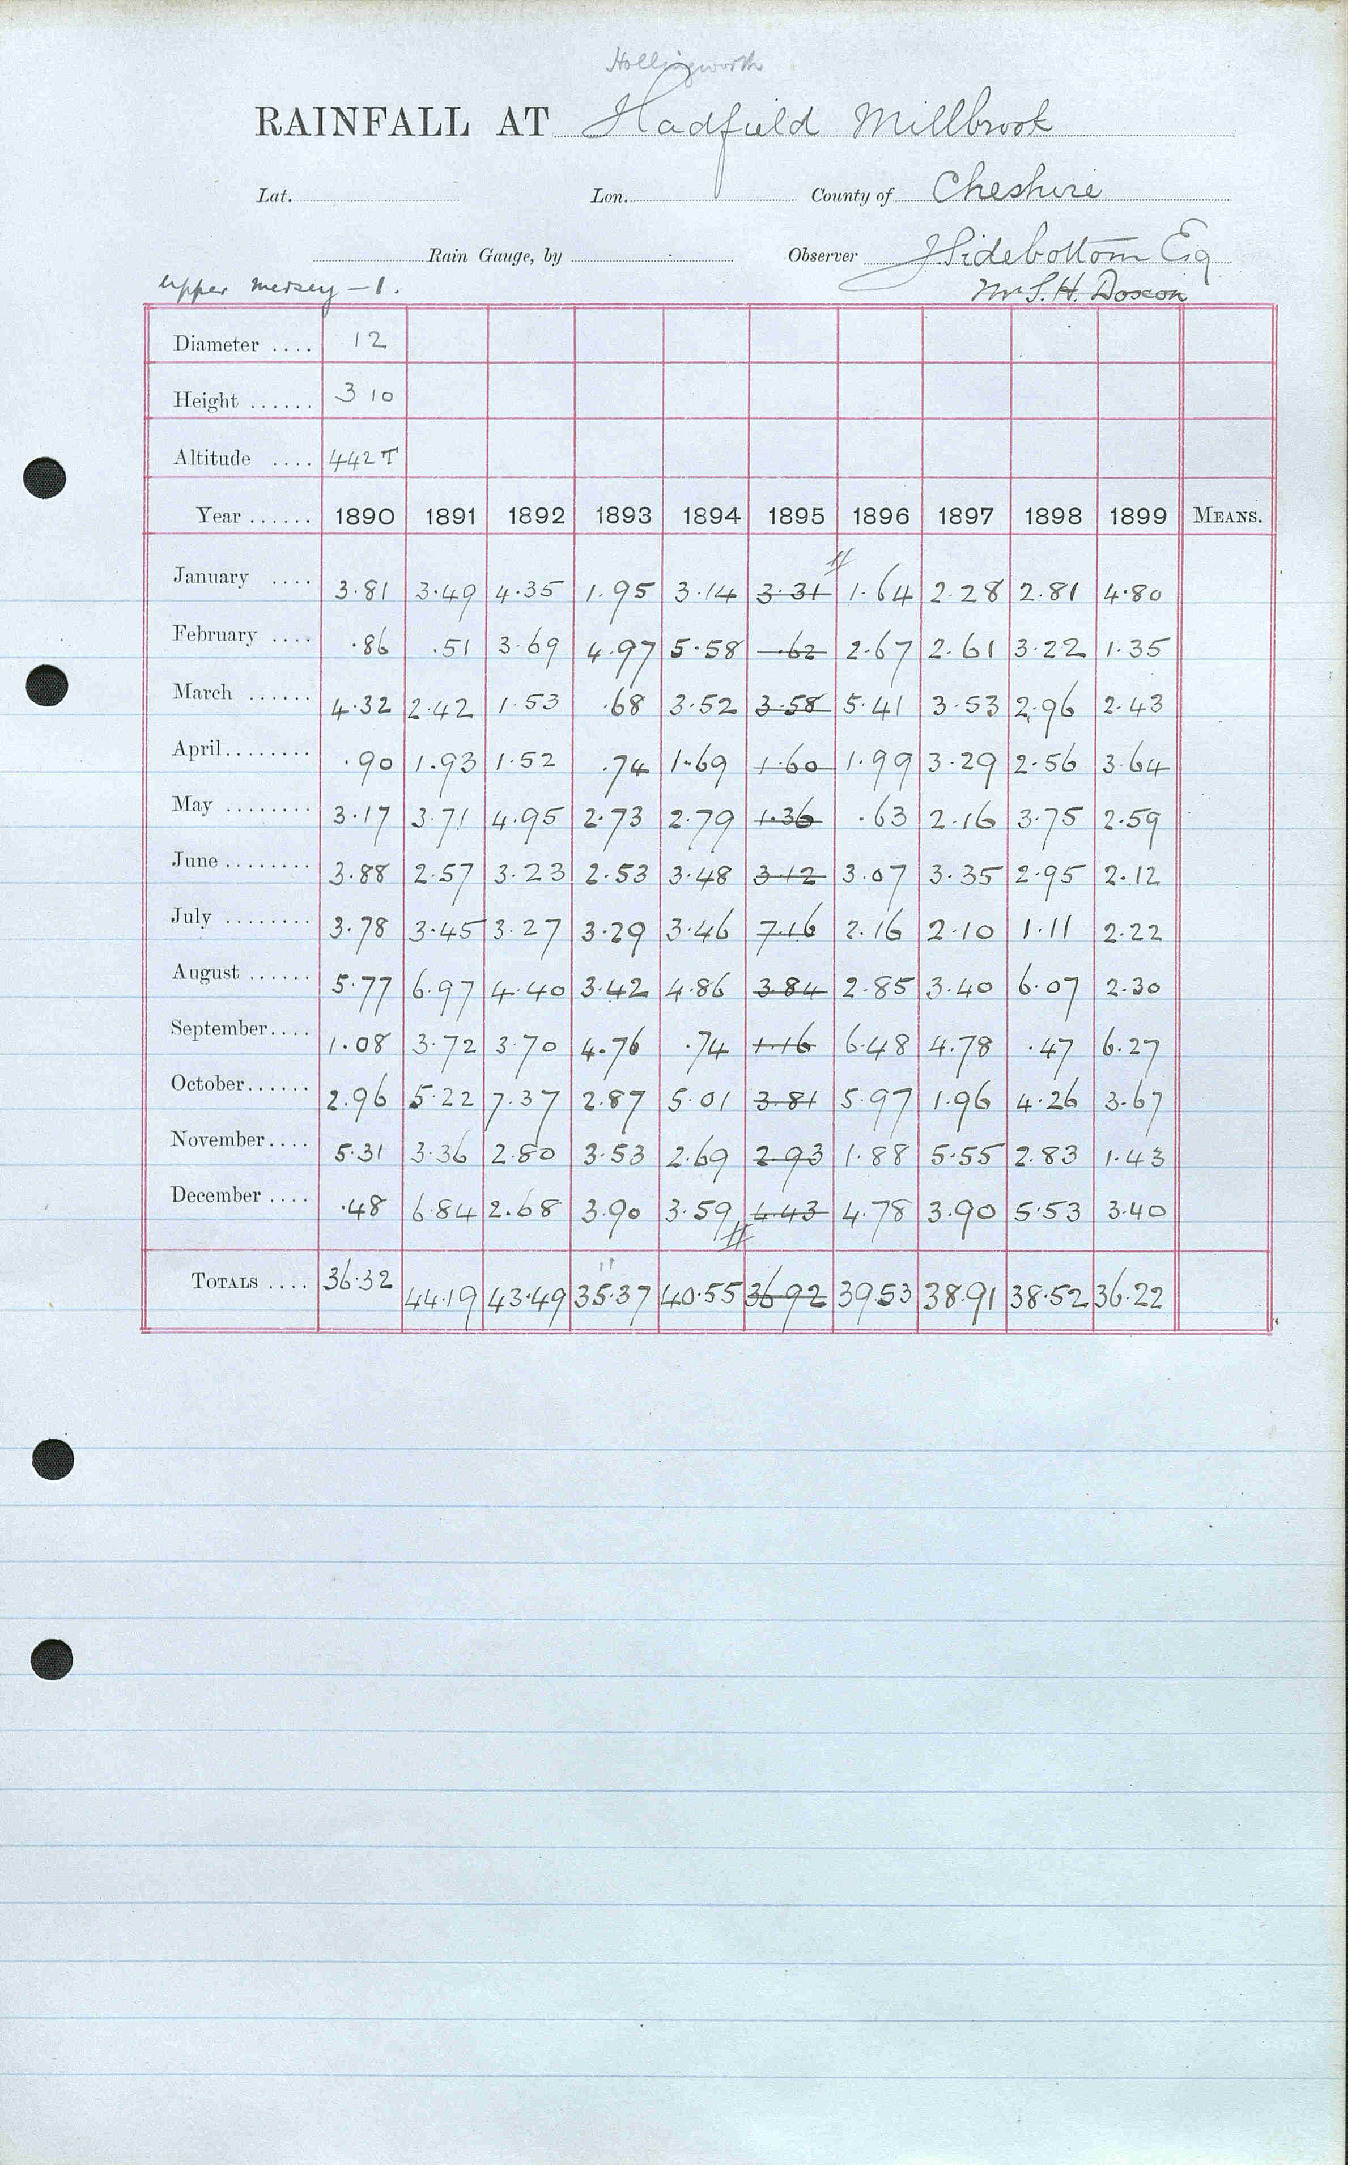 Hollingworth
RAINFALL AT Hadfield Millbrook
Lat. Lon. County of Cheshire
Rain Gauge, by Observer J Sidebottom Esq
Upper Mersey - 1. Mr S. H. Doxon
Diameter .... 12
Height ...... 3 10
Altitude .... 442 T
Year ...... 1890 1891 1892 1893 1894 1895 1896 1897 1898 1899 MEANS.
January .... 3.81 3.49 4.35 1.95 3.14 3.31 1.64 2.28 2.81 4.80
February .... .86 .51 3.69 4.97 5.58 .62 2.67 2.61 3.22 1.35
March ...... 4.32 2.42 1.53 .68 3.52 3.58 5.41 3.53 2.96 2.43
April........ .90 1.93 1.52 .74 1.69 1.60 1.99 3.29 2.56 3.64
May ........ 3.17 3.71 4.95 2.73 2.79 1.36 .63 2.16 3.75 2.59
June ........ 3.88 2.57 3.23 2.53 3.48 3.12 3.07 3.35 2.95 2.12
July ........ 3.78 3.45 3.27 3.29 3.46 7.16 2.16 2.10 1.11 2.22
August ...... 5.77 6.97 4.40 3.42 4.86 3.84 2.85 3.40 6.07 2.30
September.... 1.08 3.72 3.70 4.76 .74 1.16 6.48 4.78 .47 6.27
October...... 2.96 5.22 7.37 2.87 5.01 3.81 5.97 1.96 4.26 3.67
November.... 5.31 3.36 2.80 3.53 2.69 2.93 1.88 5.55 2.83 1.43
December .... .48 6.84 2.68 3.90 3.59 4.43 4.78 3.90 5.53 3.40
TOTALS .... 36.32 44.19 43.49 35.37 40.55 36.92 39.53 38.91 38.52 36.22